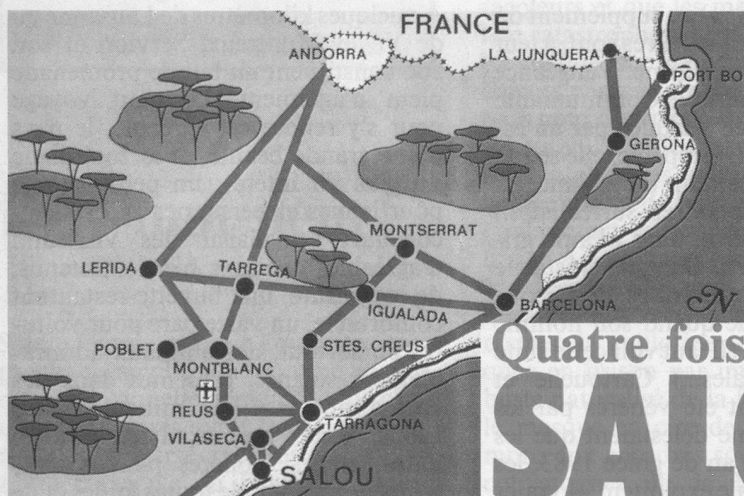 FRANCE
ANDORRA
LA JUNQUERA
PORT BO
GERONA
MONTSERRAT
LERIDA
TARREGA
IGUALADA
BARCELONA
N
POBLET
MONTBLANC
STES. CREUS
REUS
TARRAGONA
VILASECA
SALOU
Quatre fois
SALO